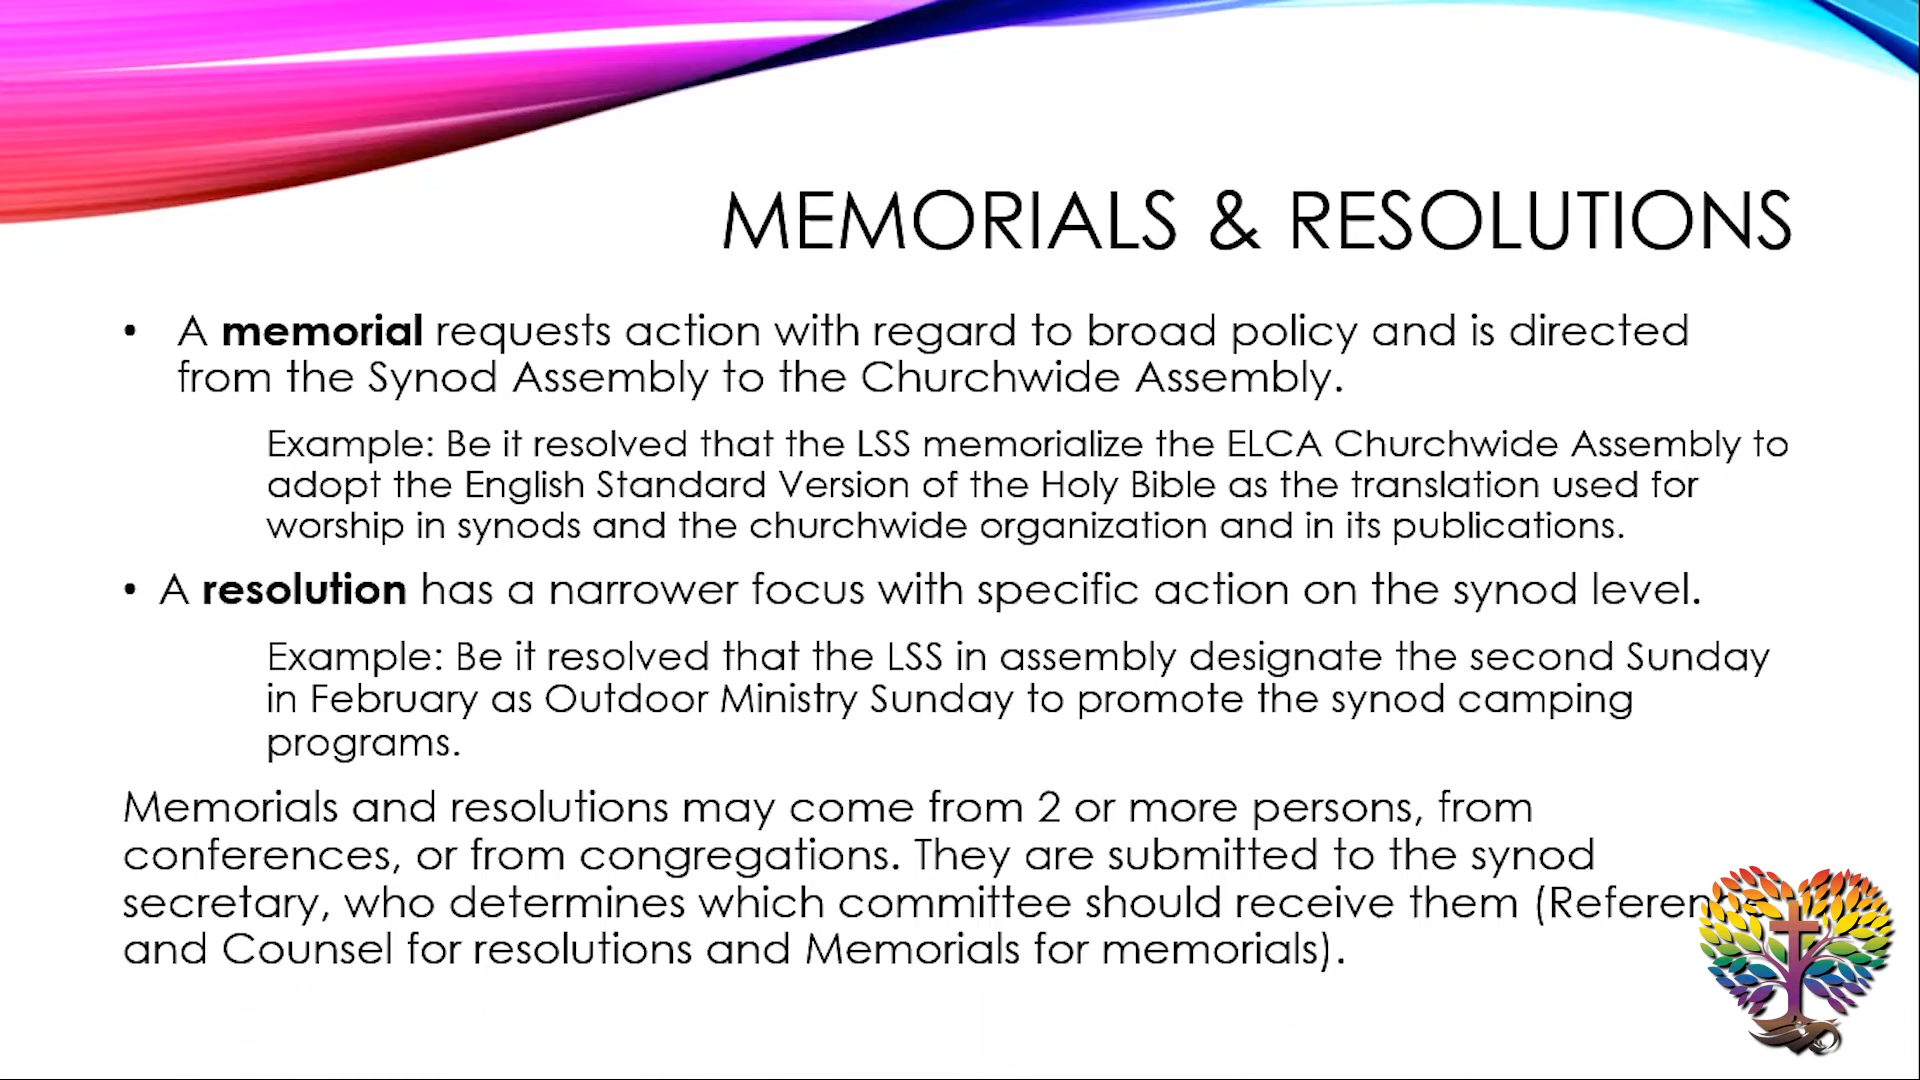 MEMORIALS & RESOLUTIONS
• A memorial requests action with regard to broad policy and is directed
from the Synod Assembly to the Churchwide Assembly.
Example: Be it resolved that the LSS memorialize the ELCA Churchwide Assembly to
adopt the English Standard Version of the Holy Bible as the translation used for
worship in synods and the churchwide organization and in its publications.
• A resolution has a narrower focus with specific action on the synod level.
Example: Be it resolved that the LSS in assembly designate the second Sunday
in February as Outdoor Ministry Sunday to promote the synod camping
programs.
Memorials and resolutions may come from 2 or more persons, from
conferences, or from congregations. They are submitted to the synod
secretary, who determines which committee should receive them
and Counsel for resolutions and Memorials for memorials).